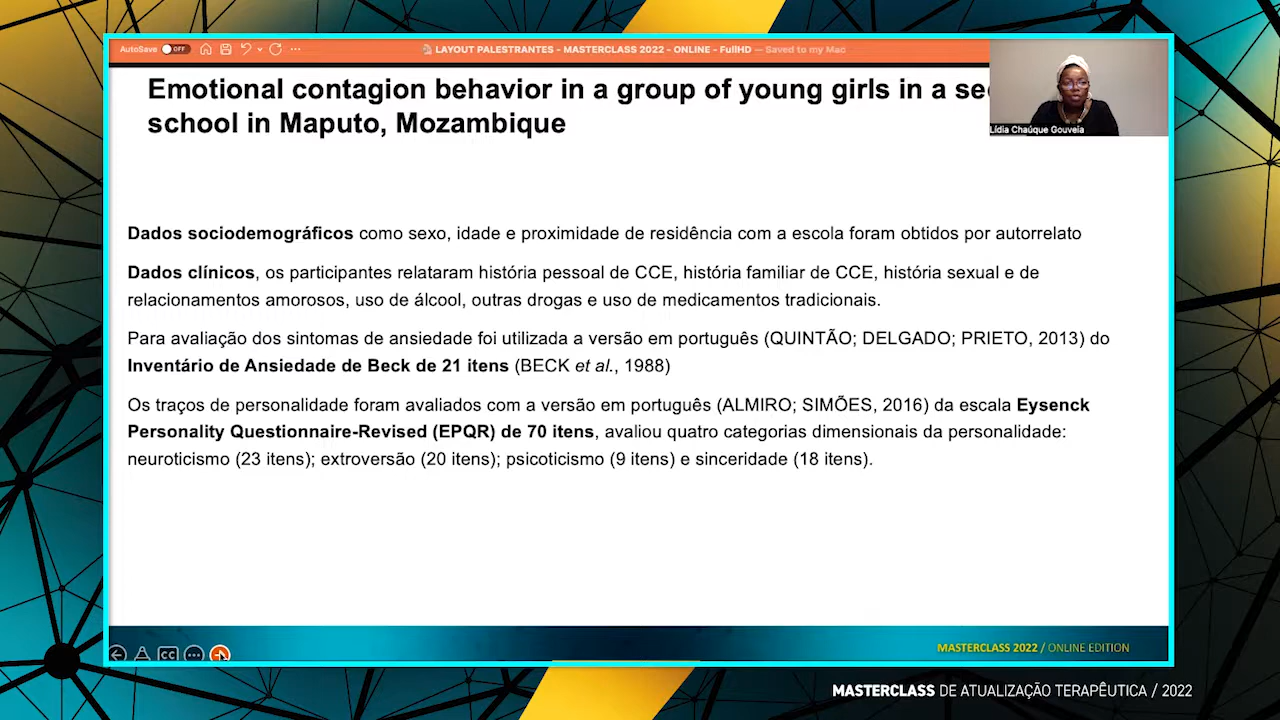 AutoSave OFF
LAYOUT PALESTRANTES - MASTERCLASS 2022 - ONLINE - FullHD — Saved to my Mac
Emotional contagion behavior in a group of young girls in a se
school in Maputo, Mozambique
Lídia Chaúque Gouveia
Dados sociodemográficos como sexo, idade e proximidade de residência com a escola foram obtidos por autorrelato
Dados clínicos, os participantes relataram história pessoal de CCE, história familiar de CCE, história sexual e de
relacionamentos amorosos, uso de álcool, outras drogas e uso de medicamentos tradicionais.
Para avaliação dos sintomas de ansiedade foi utilizada a versão em português (QUINTÃO; DELGADO; PRIETO, 2013) do
Inventário de Ansiedade de Beck de 21 itens (BECK et al., 1988)
Os traços de personalidade foram avaliados com a versão em português (ALMIRO; SIMÕES, 2016) da escala Eysenck
Personality Questionnaire-Revised (EPQR) de 70 itens, avaliou quatro categorias dimensionais da personalidade:
neuroticismo (23 itens); extroversão (20 itens); psicoticismo (9 itens) e sinceridade (18 itens).
CC
MASTERCLASS 2022 / ONLINE EDITION
MASTERCLASS DE ATUALIZAÇÃO TERAPÊUTICA / 2022